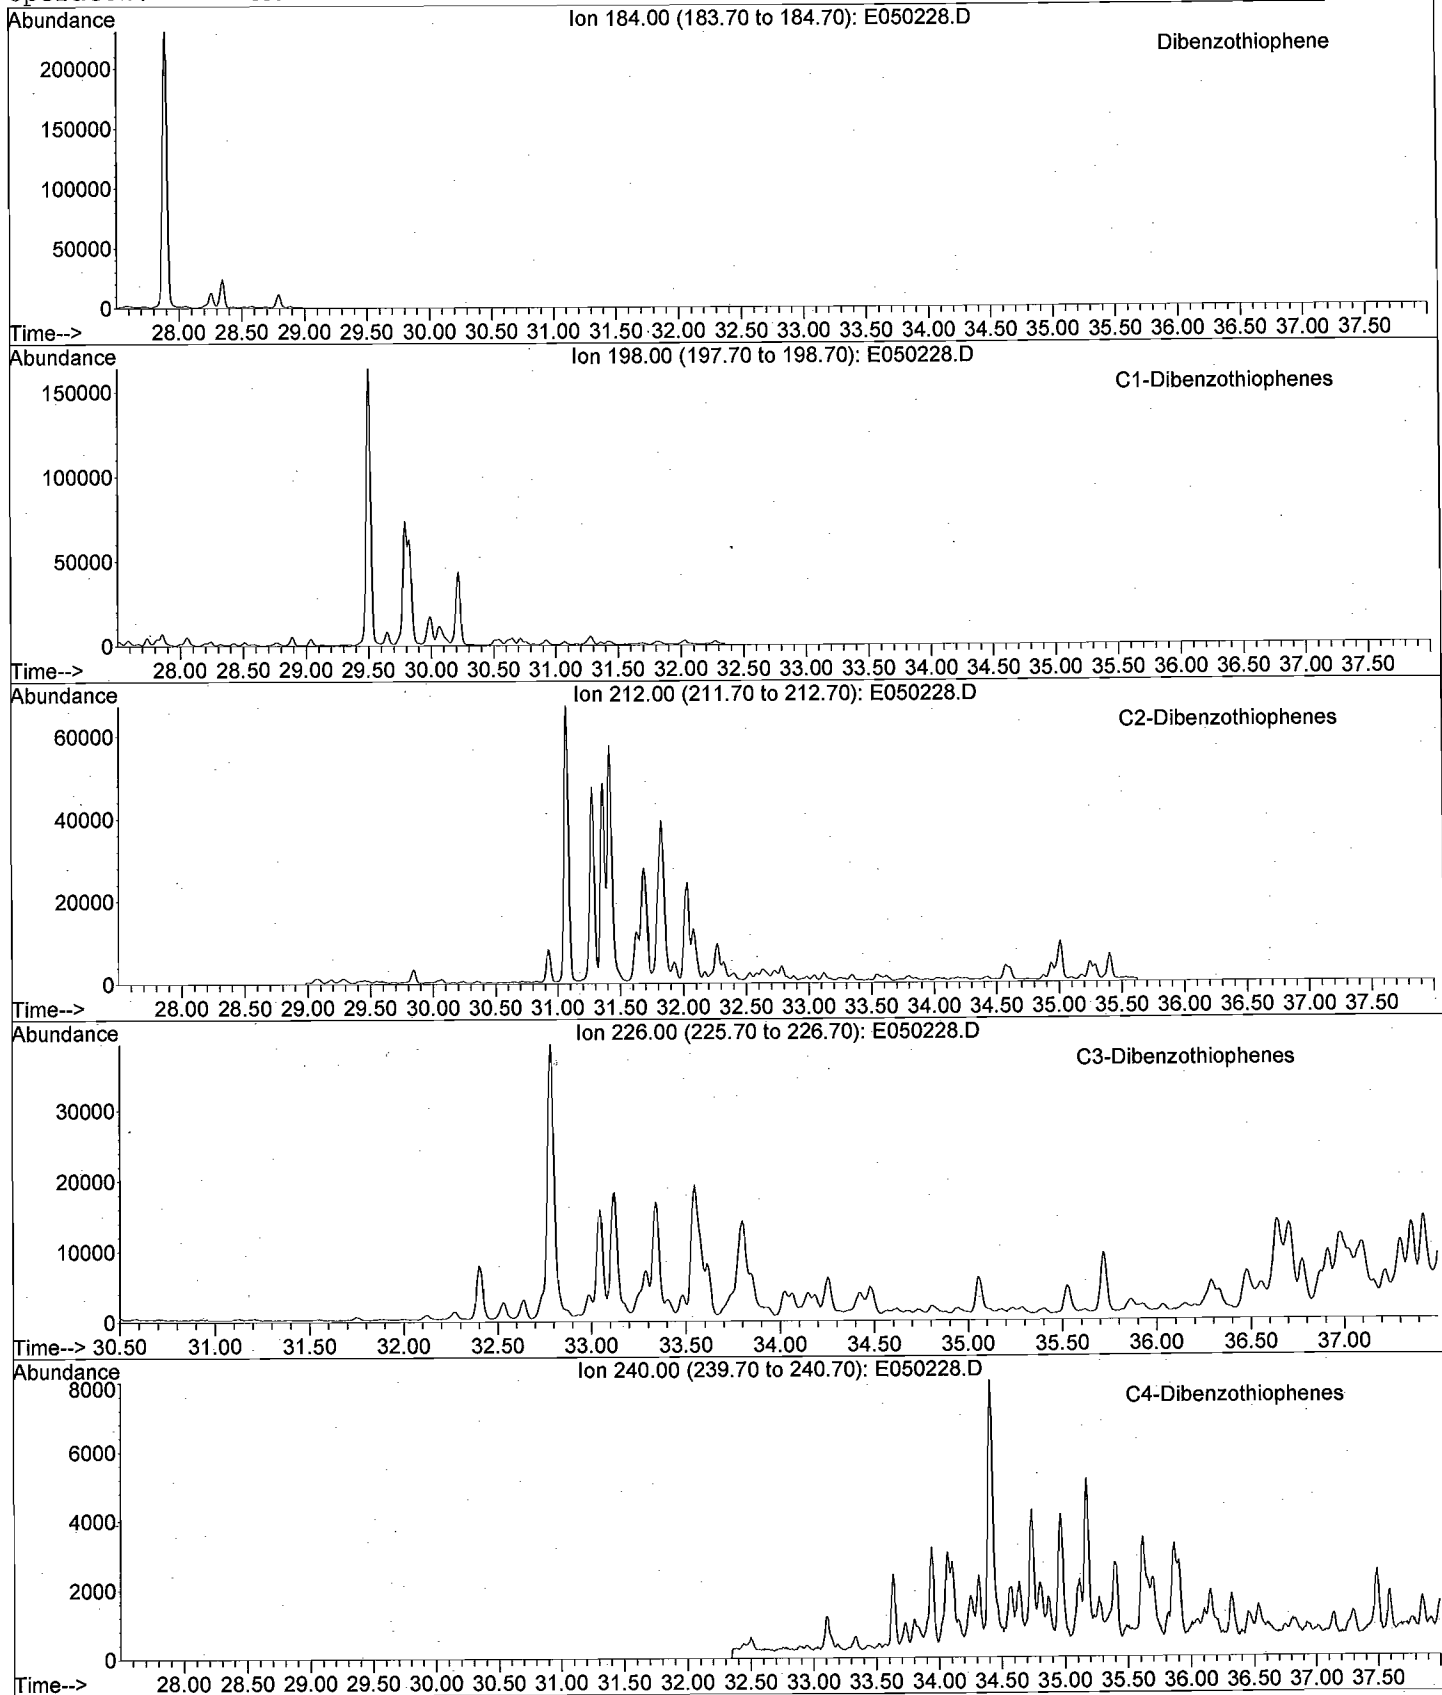 Abundance
Ion 184.00 (183.70 to 184.70): E050228.D
Dibenzothiophene
200000
150000
100000
50000
0
Time--> 28.00 28.50 29.00 29.50 30.00 30.50 31.00 31.50 32.00 32.50 33.00 33.50 34.00 34.50 35.00 35.50 36.00 36.50 37.00 37.50
Abundance
Ion 198.00 (197.70 to 198.70): E050228.D
C1-Dibenzothiophenes
150000
100000
50000
0
Time--> 28.00 28.50 29.00 29.50 30.00 30.50 31.00 31.50 32.00 32.50 33.00 33.50 34.00 34.50 35.00 35.50 36.00 36.50 37.00 37.50
Abundance
Ion 212.00 (211.70 to 212.70): E050228.D
C2-Dibenzothiophenes
60000
40000
20000
0
Time--> 28.00 28.50 29.00 29.50 30.00 30.50 31.00 31.50 32.00 32.50 33.00 33.50 34.00 34.50 35.00 35.50 36.00 36.50 37.00 37.50
Abundance
Ion 226.00 (225.70 to 226.70): E050228.D
C3-Dibenzothiophenes
30000
20000
10000
0
Time--> 30.50 31.00 31.50 32.00 32.50 33.00 33.50 34.00 34.50 35.00 35.50 36.00 36.50 37.00
Abundance
Ion 240.00 (239.70 to 240.70): E050228.D
C4-Dibenzothiophenes
8000
6000
4000
2000
0
Time--> 28.00 28.50 29.00 29.50 30.00 30.50 31.00 31.50 32.00 32.50 33.00 33.50 34.00 34.50 35.00 35.50 36.00 36.50 37.00 37.50